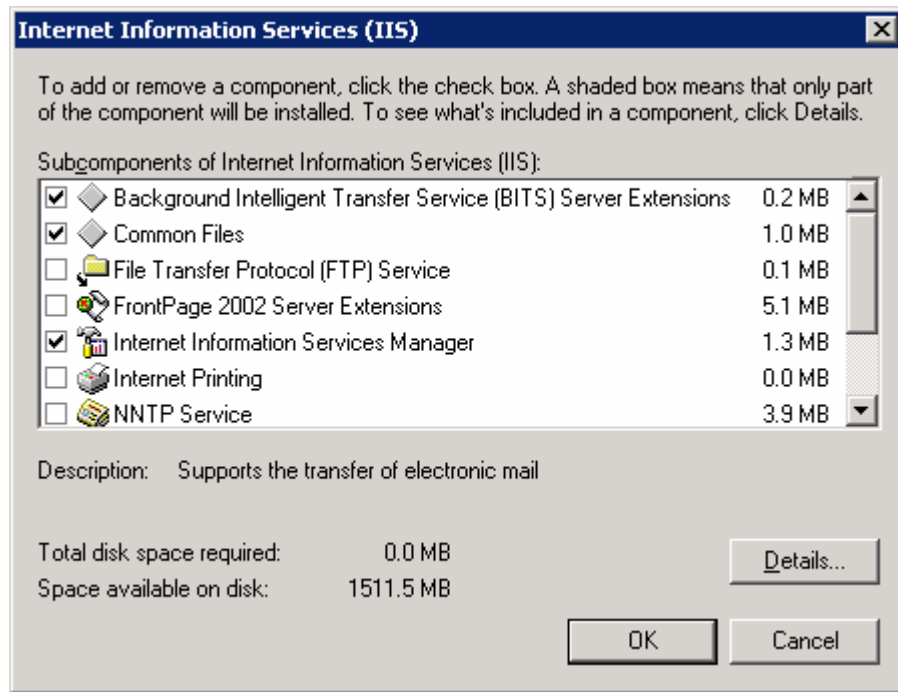 Internet Information Services (IIS)
To add or remove a component, click the check box. A shaded box means that only part
of the component will be installed. To see what's included in a component, click Details.
Subcomponents of Internet Information Services (IIS):
Background Intelligent Transfer Service (BITS) Server Extensions 0.2 MB
Common Files 1.0 MB
File Transfer Protocol (FTP) Service 0.1 MB
FrontPage 2002 Server Extensions 5.1 MB
Internet Information Services Manager 1.3 MB
Internet Printing 0.0 MB
NNTP Service 3.9 MB
Description: Supports the transfer of electronic mail
Total disk space required: 0.0 MB
Details...
Space available on disk: 1511.5 MB
OK Cancel